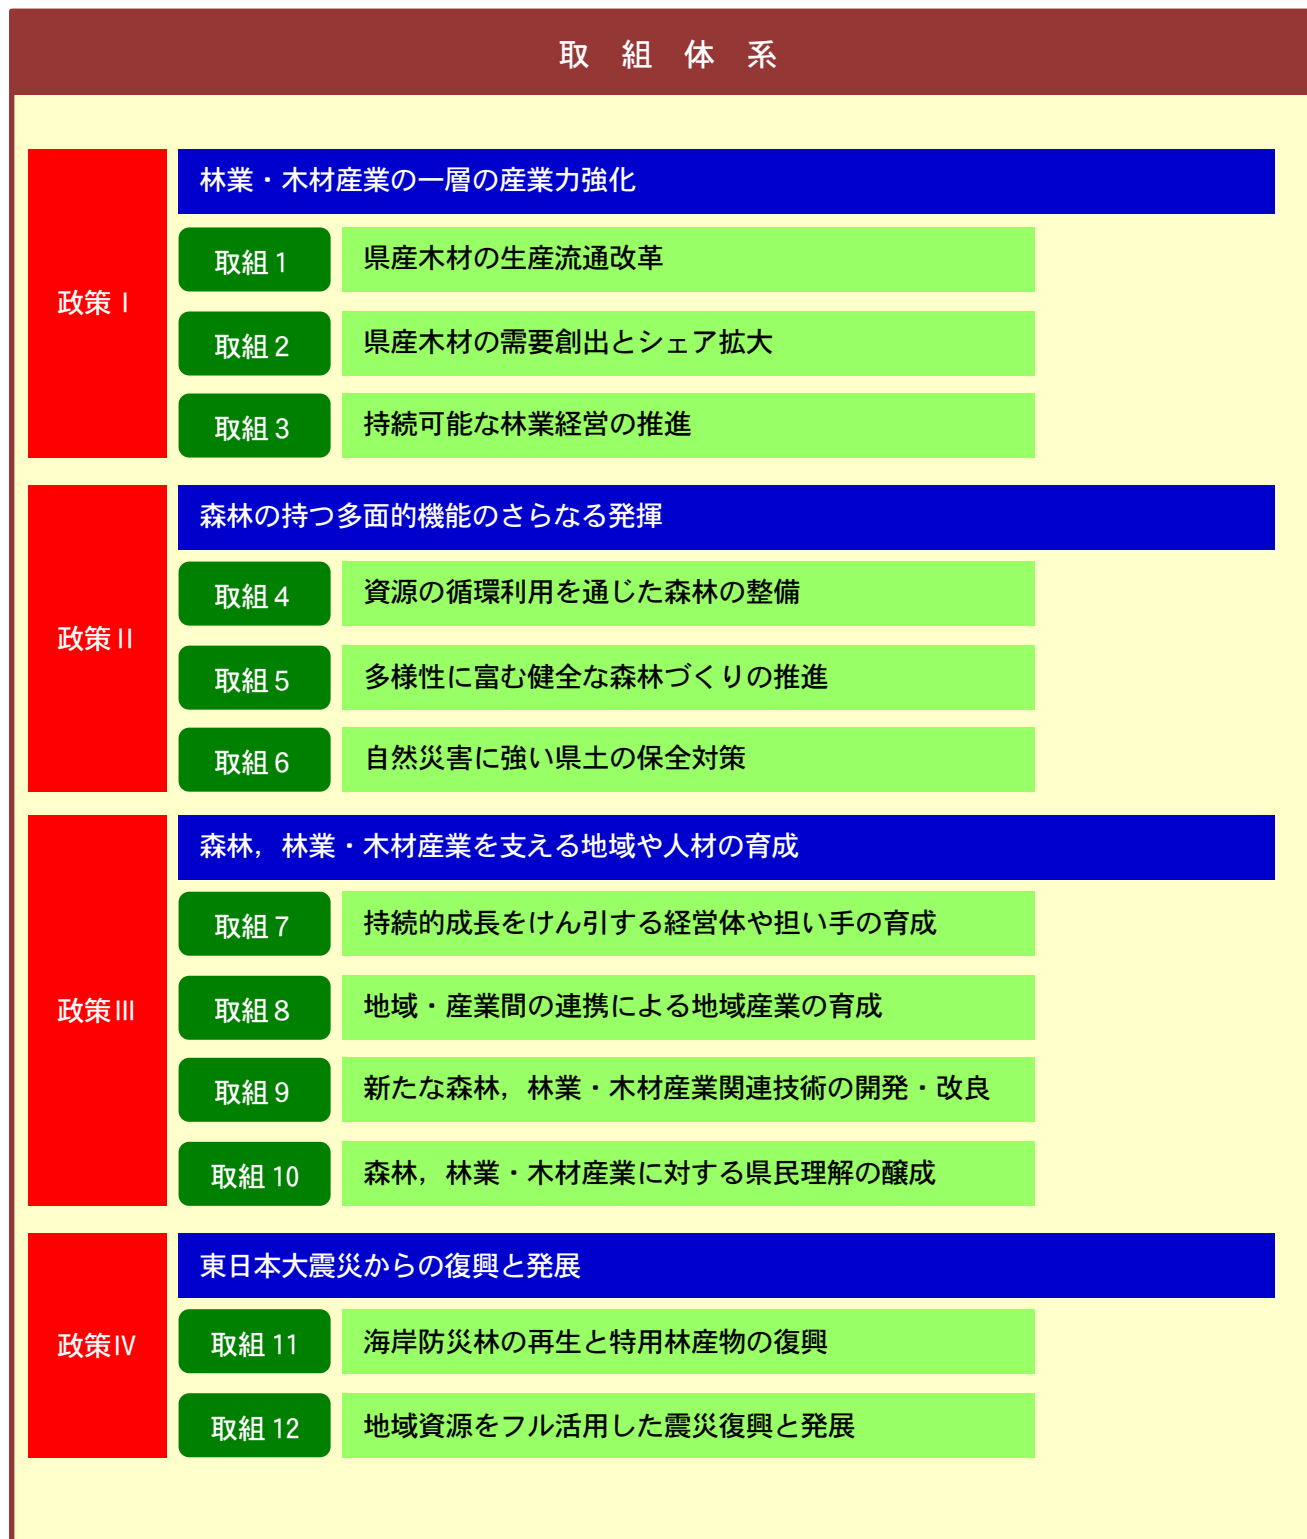 取　組　体　系
政策Ⅰ
林業・木材産業の一層の産業力強化
取組１ 県産木材の生産流通改革
取組２ 県産木材の需要創出とシェア拡大
取組３ 持続可能な林業経営の推進
政策Ⅱ
森林の持つ多面的機能のさらなる発揮
取組４ 資源の循環利用を通じた森林の整備
取組５ 多様性に富む健全な森林づくりの推進
取組６ 自然災害に強い県土の保全対策
政策Ⅲ
森林，林業・木材産業を支える地域や人材の育成
取組７ 持続的成長をけん引する経営体や担い手の育成
取組８ 地域・産業間の連携による地域産業の育成
取組９ 新たな森林，林業・木材産業関連技術の開発・改良
取組10 森林，林業・木材産業に対する県民理解の醸成
政策Ⅳ
東日本大震災からの復興と発展
取組11 海岸防災林の再生と特用林産物の復興
取組12 地域資源をフル活用した震災復興と発展